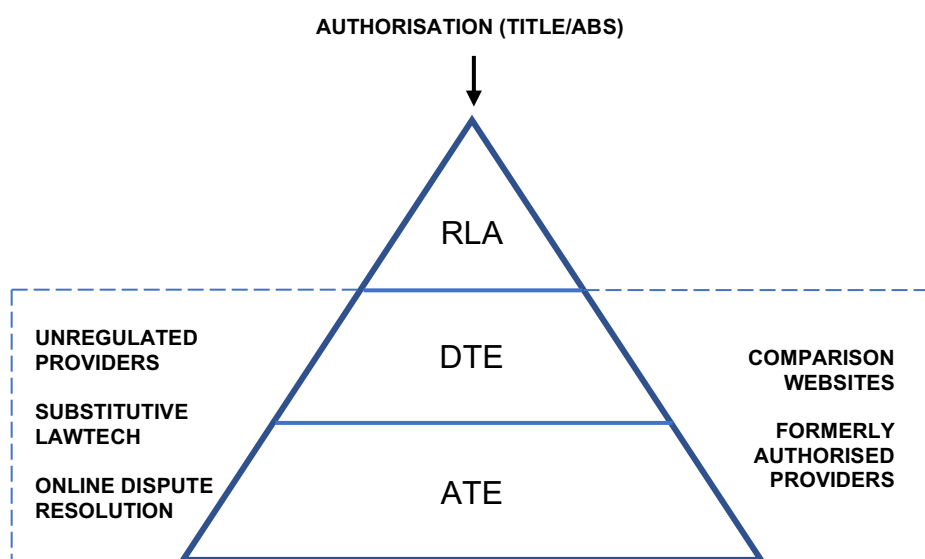 AUTHORISATION (TITLE/ABS)
RLA
UNREGULATED
PROVIDERS
SUBSTITUTIVE
LAWTECH
ONLINE DISPUTE
RESOLUTION
DTE
ATE
COMPARISON
WEBSITES
FORMERLY
AUTHORISED
PROVIDERS